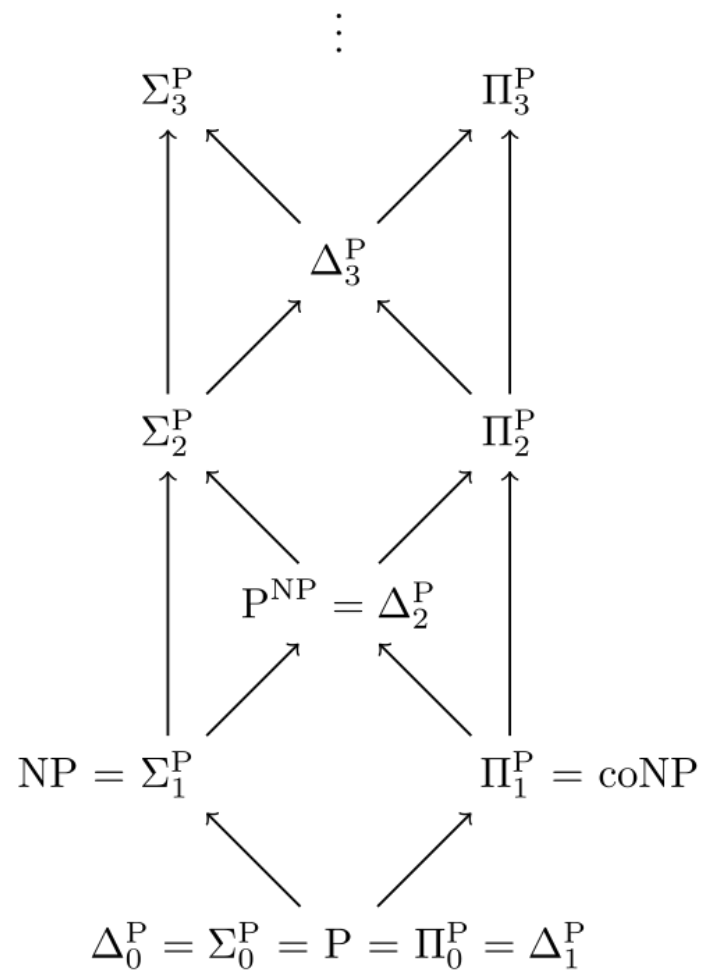 ⋮
Σ₃ᴾ Π₃ᴾ
Δ₃ᴾ
Σ₂ᴾ Π₂ᴾ
Pᴺᴾ = Δ₂ᴾ
NP = Σ₁ᴾ Π₁ᴾ = coNP
Δ₀ᴾ = Σ₀ᴾ = P = Π₀ᴾ = Δ₁ᴾ